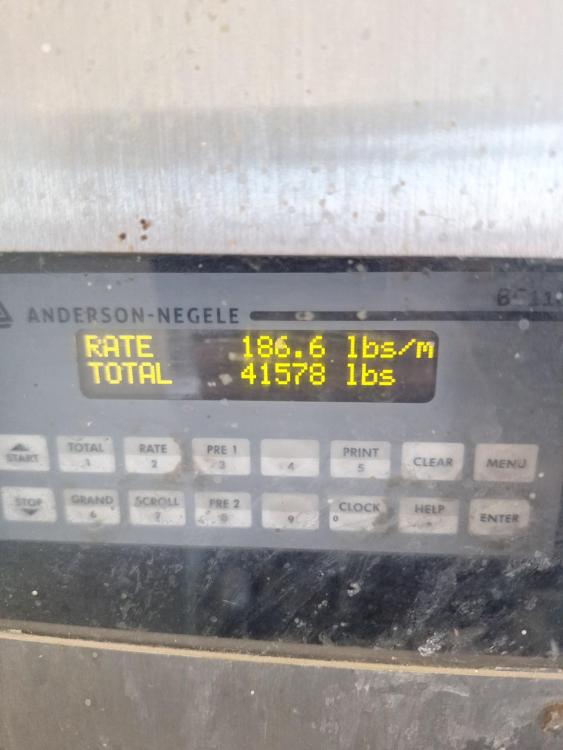 ANDERSON-NEGELE
RATE 186.6 lbs/m
TOTAL 41578 lbs
START TOTAL 1 RATE 2 PRE 1 3 4 PRINT 5 CLEAR MENU
STOP GRAND 6 SCROLL 7 PRE 2 8 9 CLOCK 0 HELP ENTER